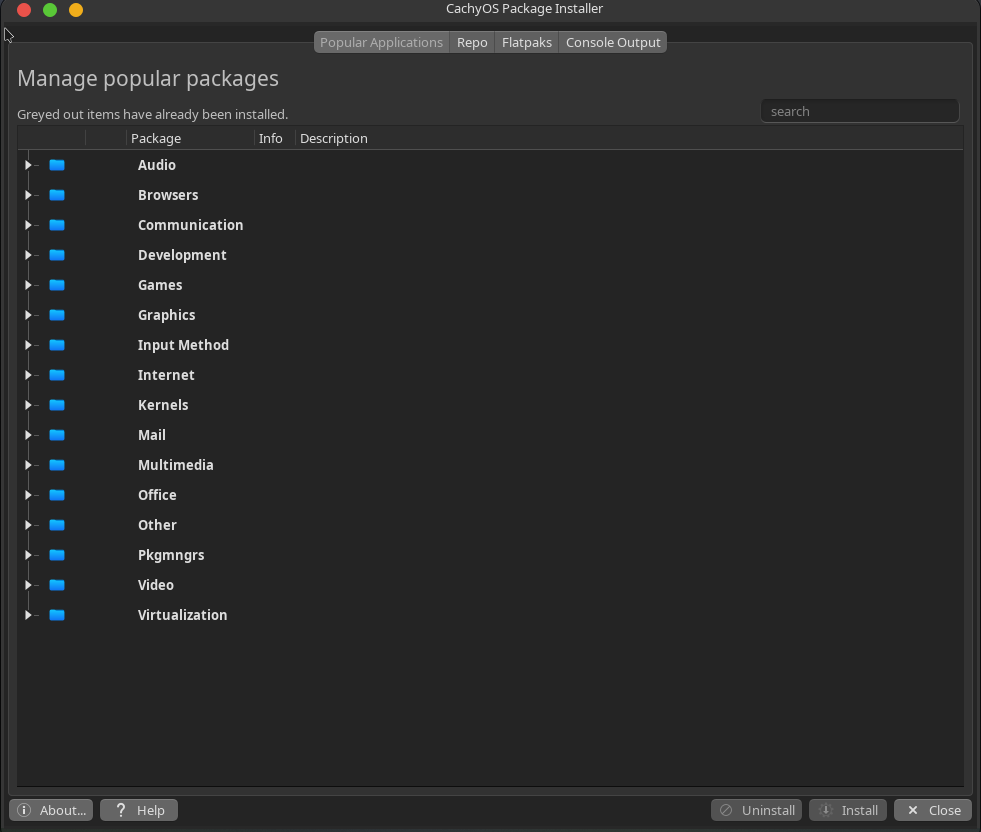 CachyOS Package Installer
Popular Applications Repo Flatpaks Console Output
Manage popular packages
Greyed out items have already been installed.
search
Package Info Description
Audio
Browsers
Communication
Development
Games
Graphics
Input Method
Internet
Kernels
Mail
Multimedia
Office
Other
Pkgmngrs
Video
Virtualization
About... ? Help Uninstall Install Close